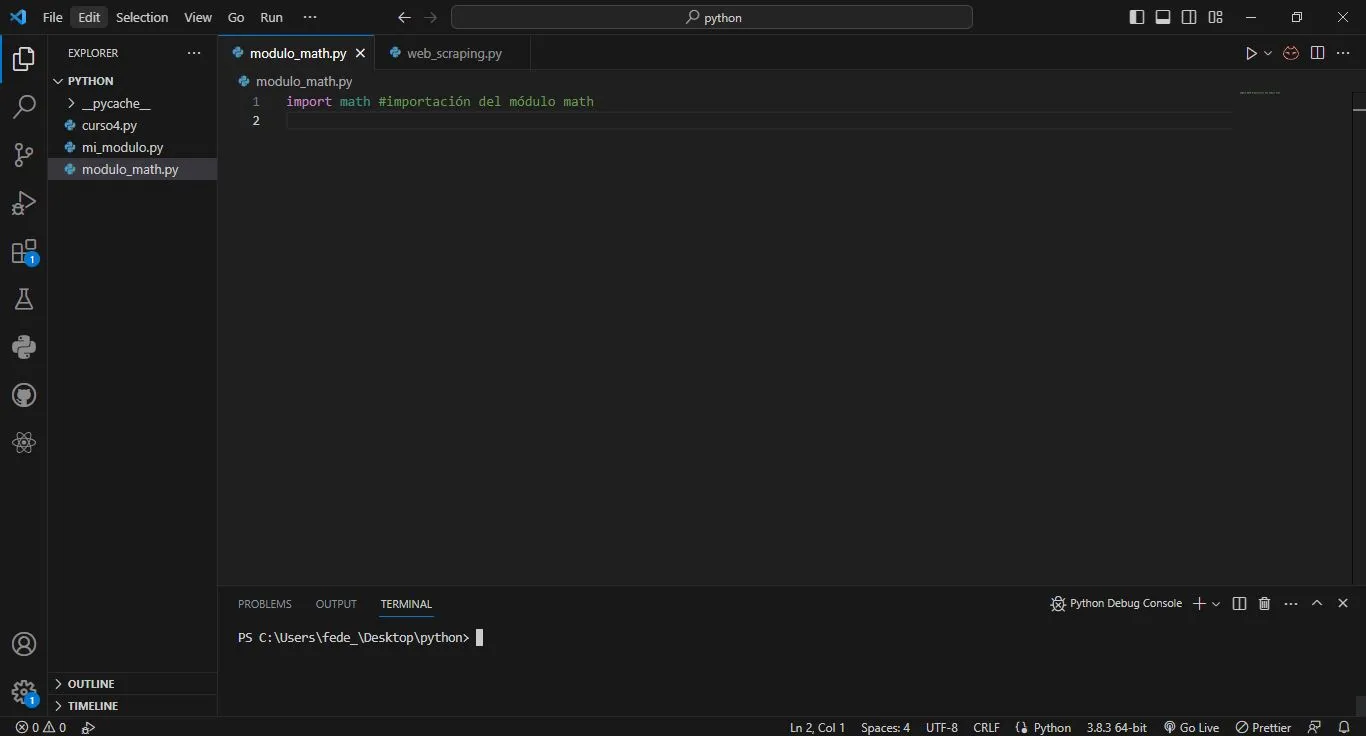 File Edit Selection View Go Run ··· python
EXPLORER ···
PYTHON
__pycache__
curso4.py
mi_modulo.py
modulo_math.py
1
OUTLINE
TIMELINE
1
modulo_math.py web_scraping.py
modulo_math.py
1 import math #importación del módulo math
2
PROBLEMS OUTPUT TERMINAL Python Debug Console
PS C:\Users\fede_\Desktop\python>
0 0 Ln 2, Col 1 Spaces: 4 UTF-8 CRLF Python 3.8.3 64-bit Go Live Prettier